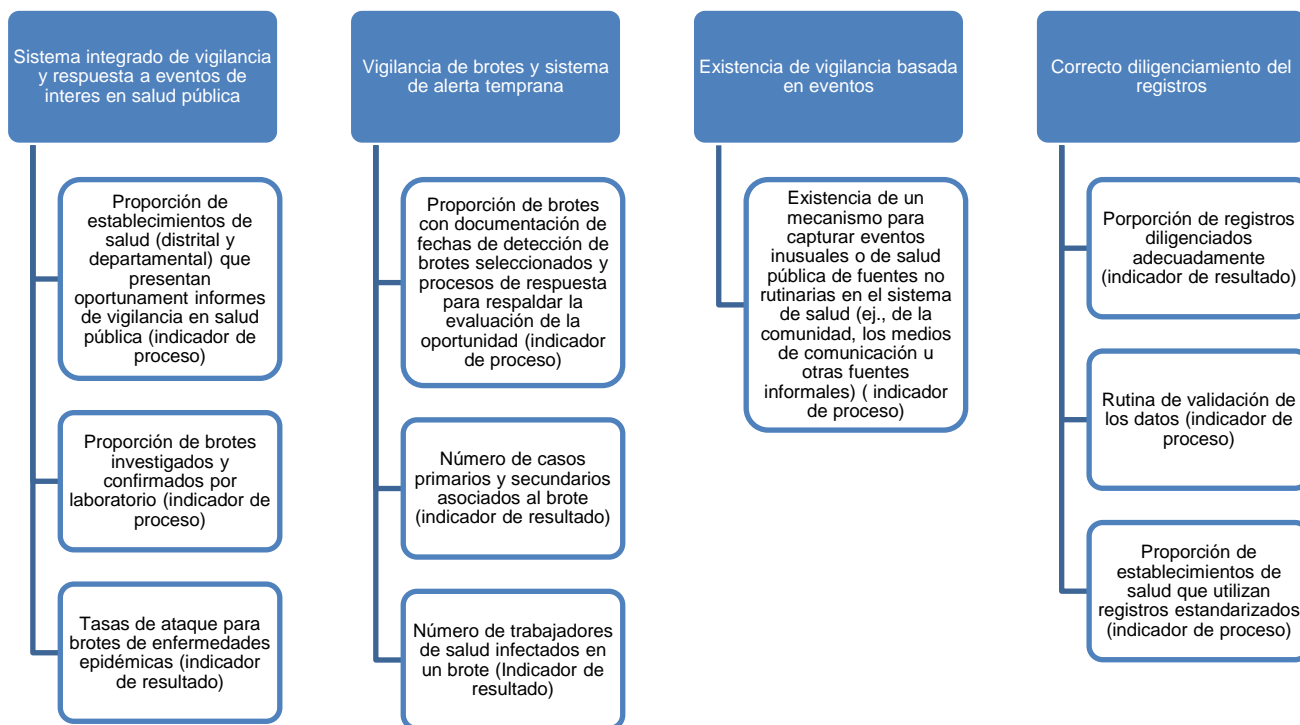 Sistema integrado de vigilancia
y respuesta a eventos de
interes en salud pública
Proporción de
establecimientos de
salud (distrital y
departamental) que
presentan
oportunament informes
de vigilancia en salud
pública (indicador de
proceso)
Proporción de brotes
investigados y
confirmados por
laboratorio (indicador de
proceso)
Tasas de ataque para
brotes de enfermedades
epidémicas (indicador
de resultado)
Vigilancia de brotes y sistema
de alerta temprana
Proporción de brotes
con documentación de
fechas de detección de
brotes seleccionados y
procesos de respuesta
para respaldar la
evaluación de la
oportunidad (indicador
de proceso)
Número de casos
primarios y secundarios
asociados al brote
(indicador de resultado)
Número de trabajadores
de salud infectados en
un brote (Indicador de
resultado)
Existencia de vigilancia basada
en eventos
Existencia de un
mecanismo para
capturar eventos
inusuales o de salud
pública de fuentes no
rutinarias en el sistema
de salud (ej., de la
comunidad, los medios
de comunicación u
otras fuentes
informales) ( indicador
de proceso)
Correcto diligenciamiento del
registros
Porporción de registros
diligenciados
adecuadamente
(indicador de resultado)
Rutina de validación de
los datos (indicador de
proceso)
Proporción de
establecimientos de
salud que utilizan
registros estandarizados
(indicador de proceso)